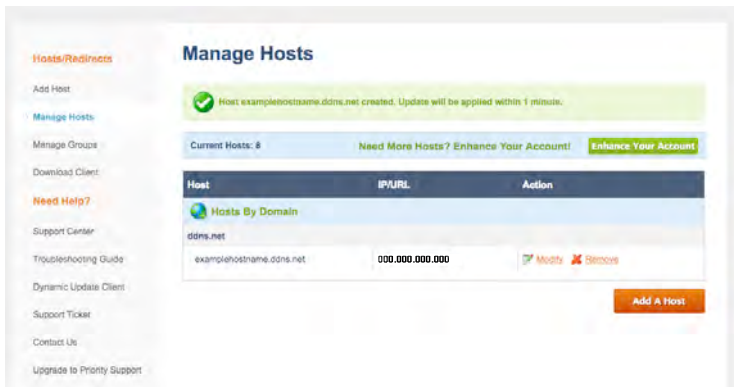 Hosts/Redirects
Add Host
Manage Hosts
Manage Groups
Download Client
Need Help?
Support Center
Troubleshooting Guide
Dynamic Update Client
Support Ticket
Contact Us
Upgrade to Priority Support
Manage Hosts
Host examplehostname.ddns.net created. Update will be applied within 1 minute.
Current Hosts: 8 Need More Hosts? Enhance Your Account! Enhance Your Account
Host IP/URL Action
Hosts By Domain
ddns.net
examplehostname.ddns.net 000.000.000.000 Modify Remove
Add A Host